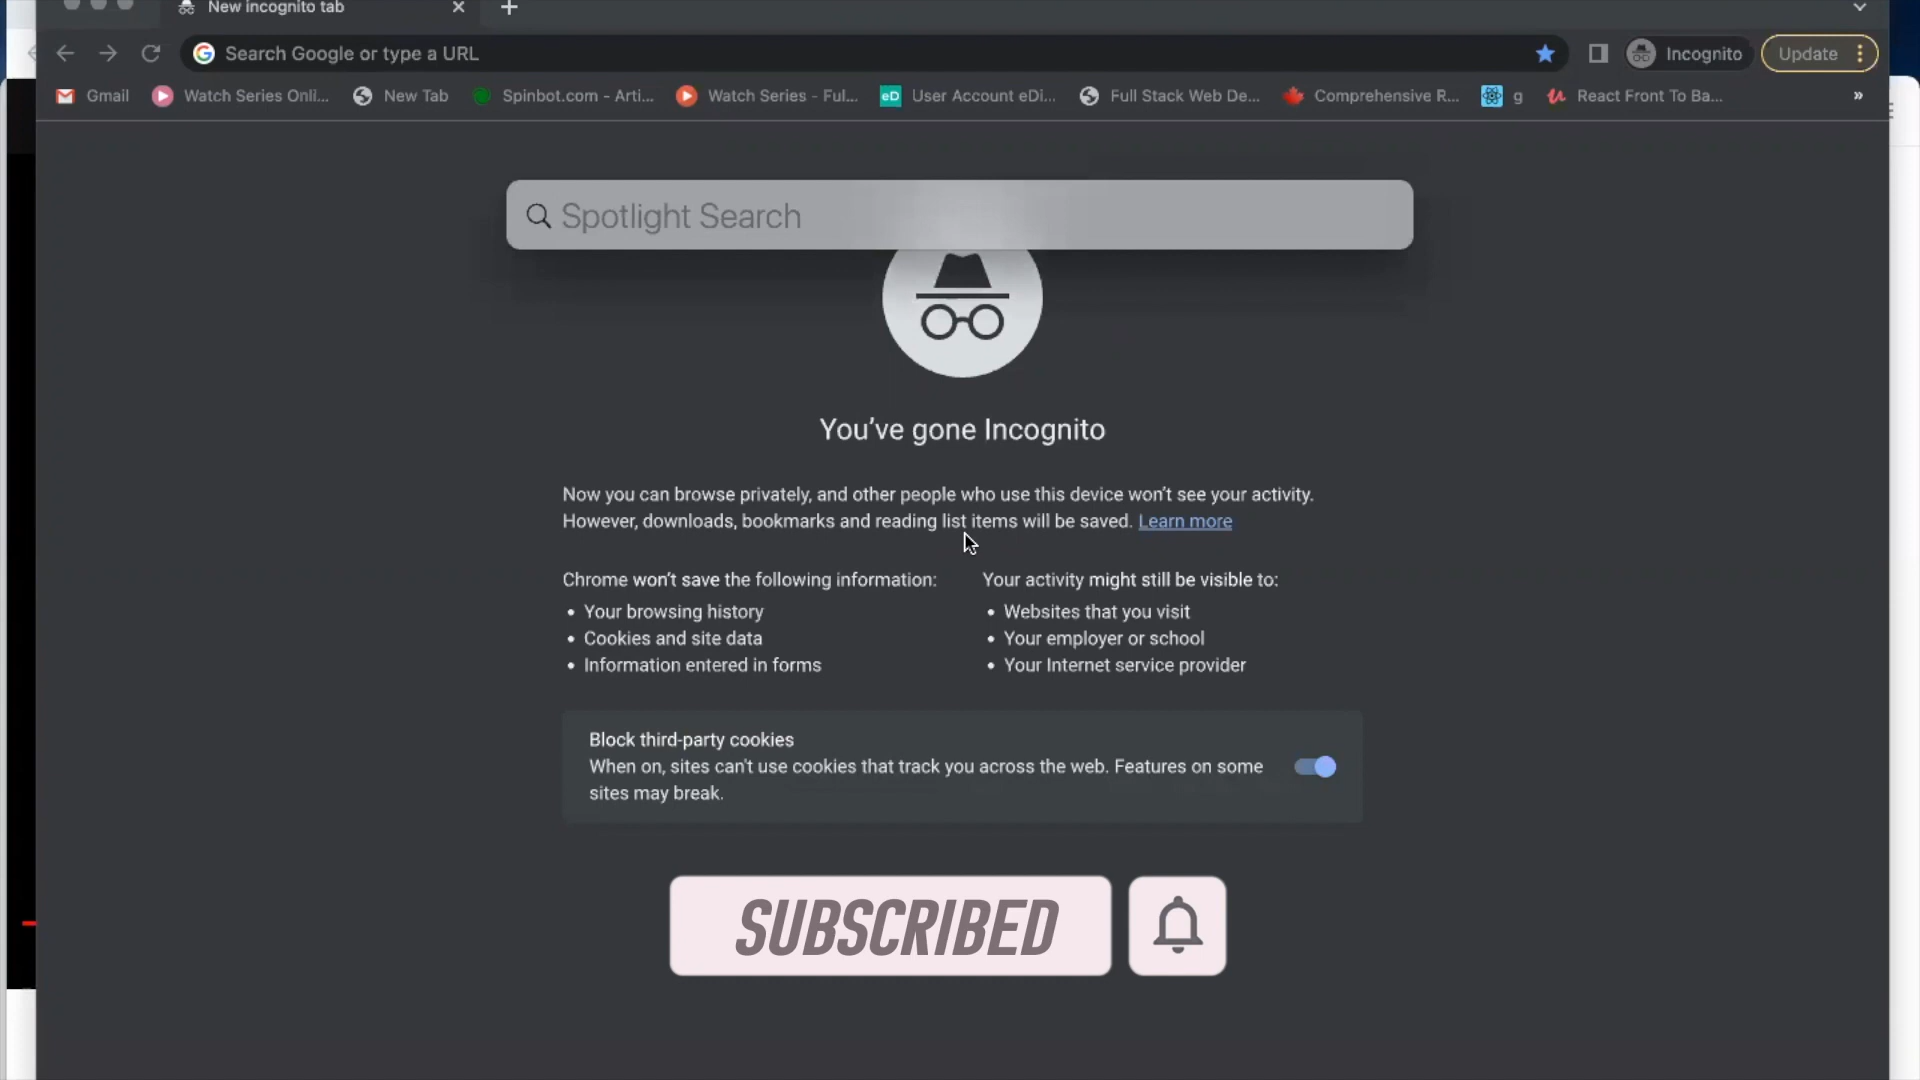 New incognito tab
Search Google or type a URL
Incognito
Update
Gmail
Watch Series Onli...
New Tab
Spinbot.com - Arti...
Watch Series - Ful...
eD
User Account eDi...
Full Stack Web De...
Comprehensive R...
g
React Front To Ba...
Spotlight Search
You’ve gone Incognito
Now you can browse privately, and other people who use this device won’t see your activity.
However, downloads, bookmarks and reading list items will be saved. Learn more
Chrome won’t save the following information:
Your browsing history
Cookies and site data
Information entered in forms
Your activity might still be visible to:
Websites that you visit
Your employer or school
Your Internet service provider
Block third-party cookies
When on, sites can't use cookies that track you across the web. Features on some
sites may break.
SUBSCRIBED